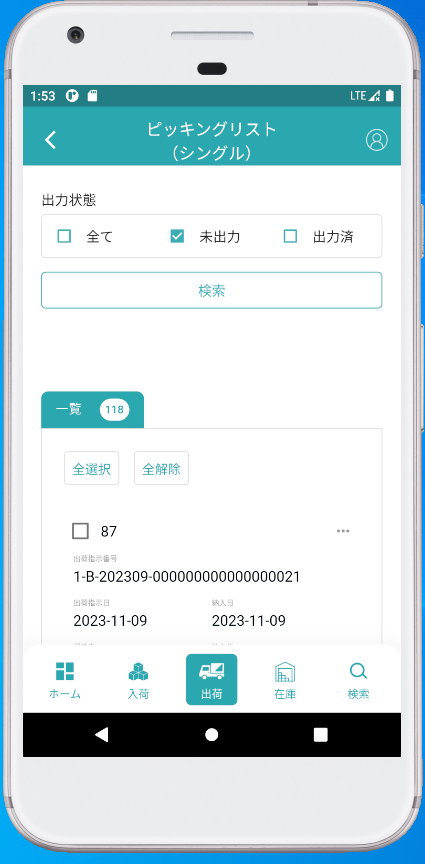 1:53
LTE
ピッキングリスト
（シングル）
出力状態
全て
未出力
出力済
検索
一覧 118
全選択 全解除
87
出荷指示番号
1-B-202309-000000000000000021
出荷指示日 納入日
2023-11-09 2023-11-09
ホーム 入荷 出荷 在庫 検索